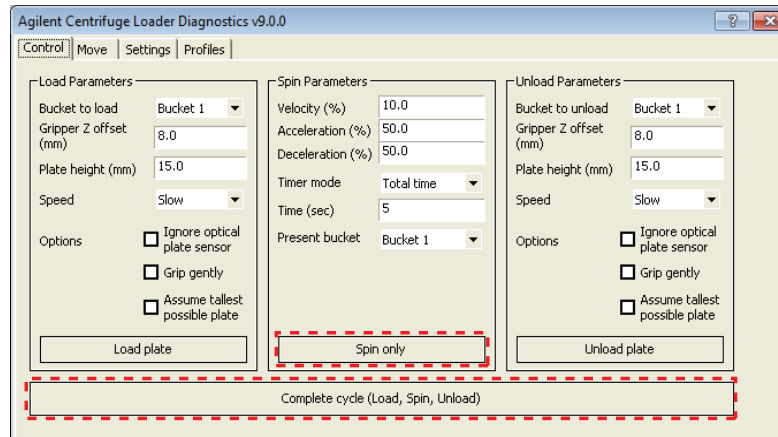 Agilent Centrifuge Loader Diagnostics v9.0.0
Control Move Settings Profiles
Load Parameters
Bucket to load Bucket 1
Gripper Z offset
(mm) 8.0
Plate height (mm) 15.0
Speed Slow
Options Ignore optical
plate sensor
Grip gently
Assume tallest
possible plate
Load plate
Spin Parameters
Velocity (%) 10.0
Acceleration (%) 50.0
Deceleration (%) 50.0
Timer mode Total time
Time (sec) 5
Present bucket Bucket 1
Spin only
Unload Parameters
Bucket to unload Bucket 1
Gripper Z offset
(mm) 8.0
Plate height (mm) 15.0
Speed Slow
Options Ignore optical
plate sensor
Grip gently
Assume tallest
possible plate
Unload plate
Complete cycle (Load, Spin, Unload)